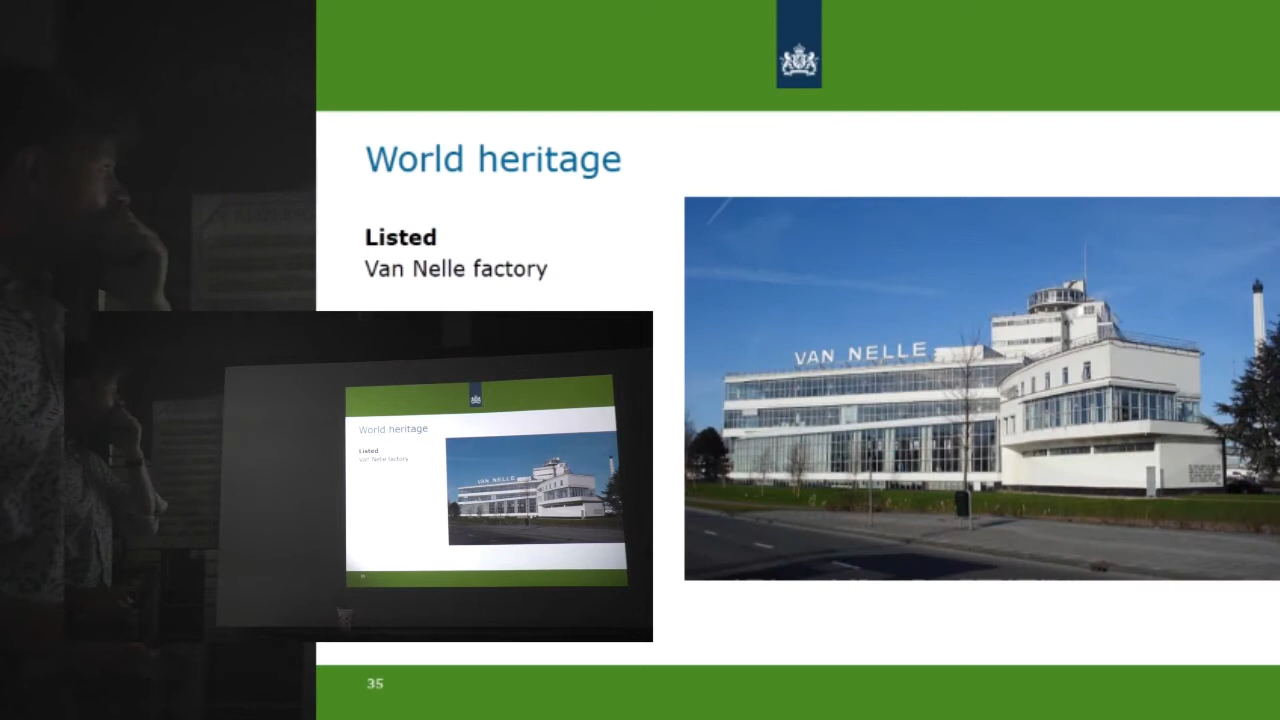 World heritage
Listed
Van Nelle factory
VAN NELLE
World heritage
Listed
Van Nelle factory
VAN NELLE
35